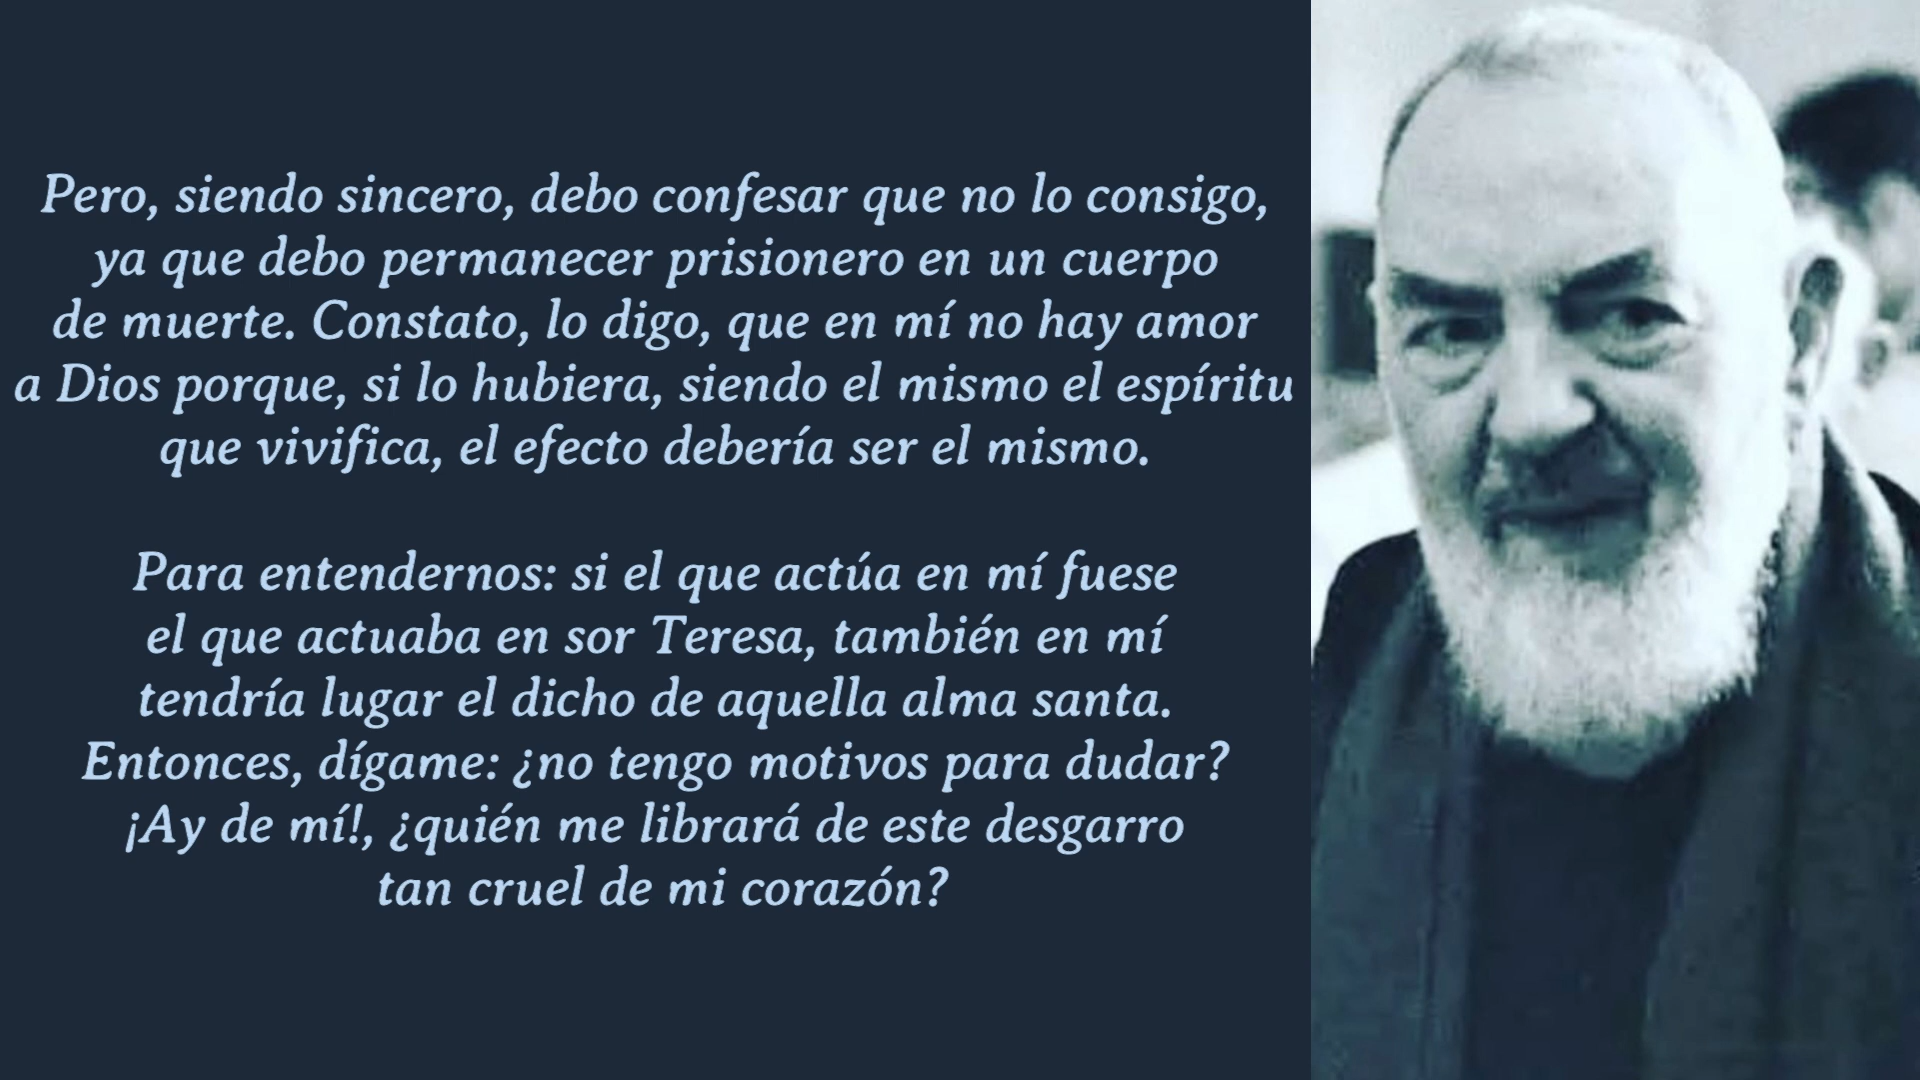 Pero, siendo sincero, debo confesar que no lo consigo,
ya que debo permanecer prisionero en un cuerpo
de muerte. Constato, lo digo, que en mí no hay amor
a Dios porque, si lo hubiera, siendo el mismo el espíritu
que vivifica, el efecto debería ser el mismo.
Para entendernos: si el que actúa en mí fuese
el que actuaba en sor Teresa, también en mí
tendría lugar el dicho de aquella alma santa.
Entonces, dígame: ¿no tengo motivos para dudar?
¡Ay de mí!, ¿quién me librará de este desgarro
tan cruel de mi corazón?